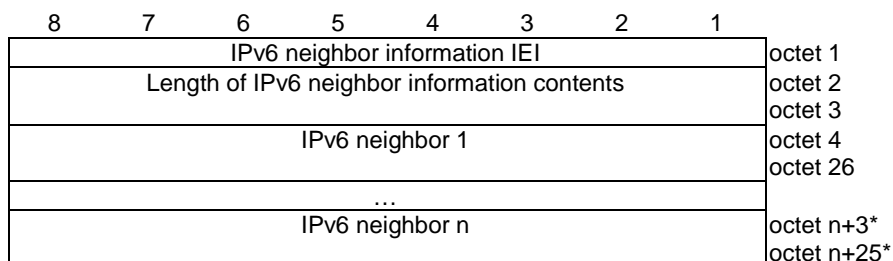 8 7 6 5 4 3 2 1
IPv6 neighbor information IEI octet 1
Length of IPv6 neighbor information contents octet 2
octet 3
IPv6 neighbor 1 octet 4
octet 26
…
IPv6 neighbor n octet n+3*
octet n+25*